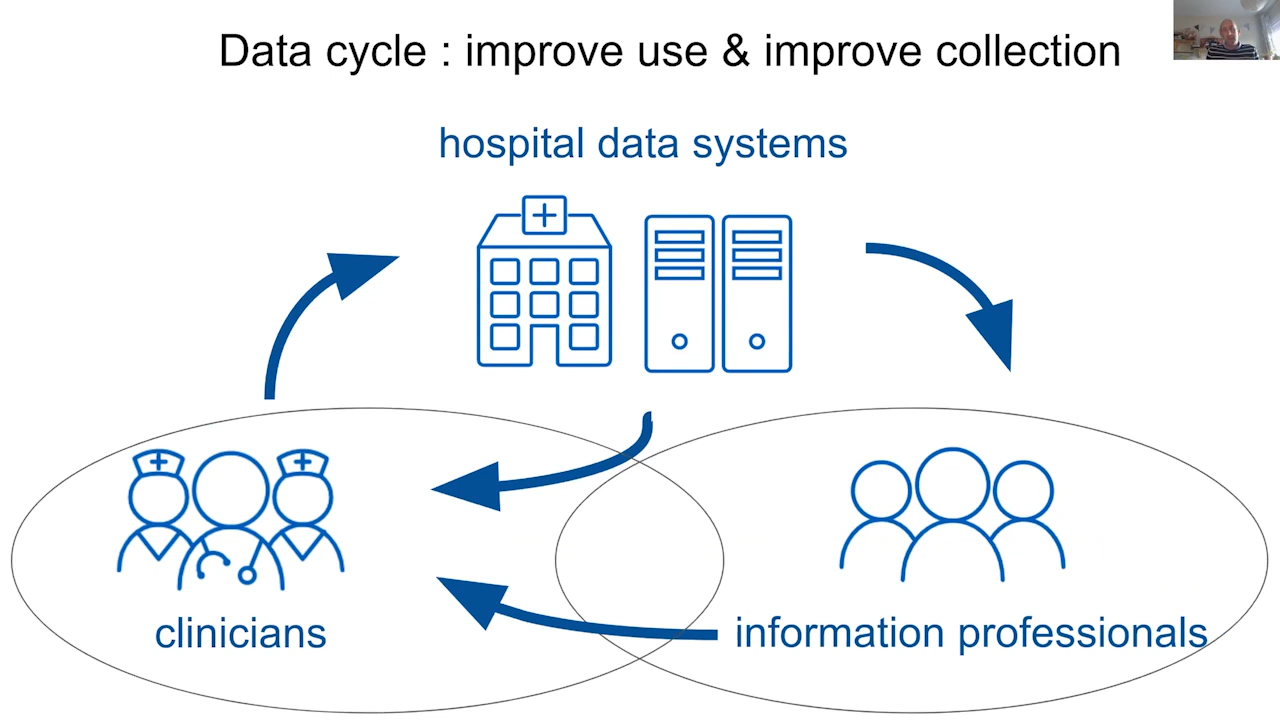 Data cycle : improve use & improve collection
hospital data systems
clinicians
information professionals